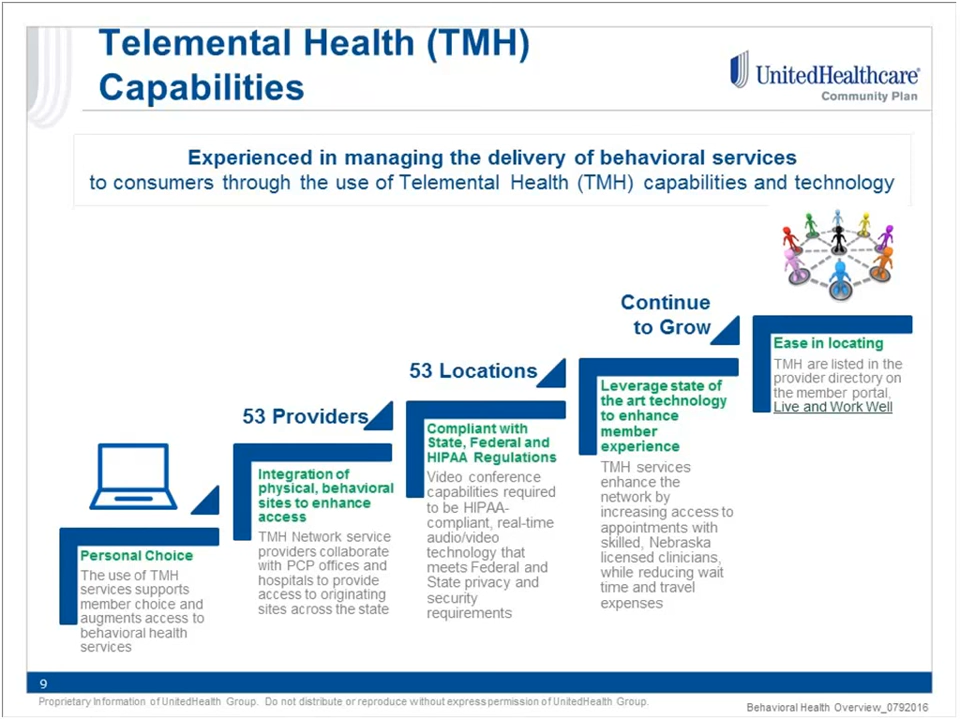 Telemental Health (TMH)
Capabilities
UnitedHealthcare®
Community Plan
Experienced in managing the delivery of behavioral services
to consumers through the use of Telemental Health (TMH) capabilities and technology
Personal Choice
The use of TMH
services supports
member choice and
augments access to
behavioral health
services
53 Providers
Integration of
physical, behavioral
sites to enhance
access
TMH Network service
providers collaborate
with PCP offices and
hospitals to provide
access to originating
sites across the state
53 Locations
Compliant with
State, Federal and
HIPAA Regulations
Video conference
capabilities required
to be HIPAA-
compliant, real-time
audio/video
technology that
meets Federal and
State privacy and
security
requirements
Continue
to Grow
Leverage state of
the art technology
to enhance
member
experience
TMH services
enhance the
network by
increasing access to
appointments with
skilled, Nebraska
licensed clinicians,
while reducing wait
time and travel
expenses
Ease in locating
TMH are listed in the
provider directory on
the member portal,
Live and Work Well
9
Proprietary Information of UnitedHealth Group. Do not distribute or reproduce without express permission of UnitedHealth Group.
Behavioral Health Overview_0792016